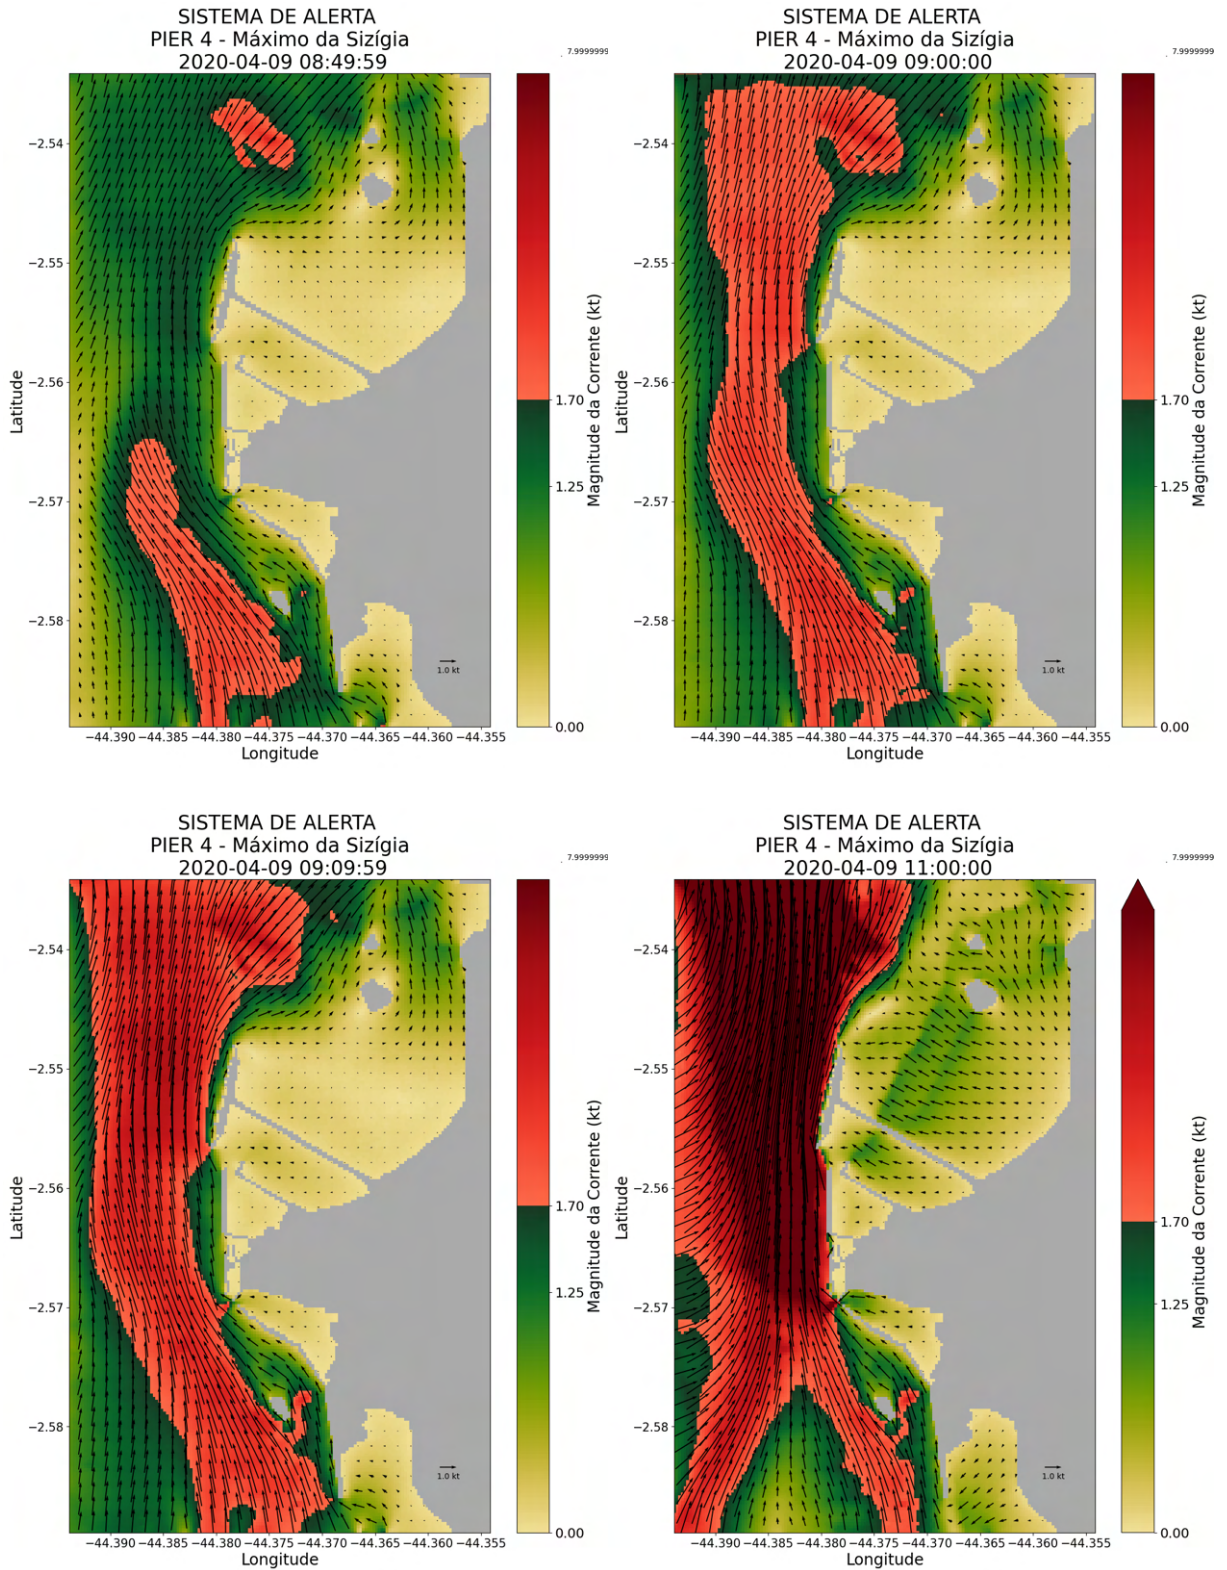 SISTEMA DE ALERTA
PIER 4 - Máximo da Sizígia
2020-04-09 08:49:59
7.9999999
−2.54
−2.55
−2.56
−2.57
−2.58
Latitude
−44.390 −44.385 −44.380 −44.375 −44.370 −44.365 −44.360 −44.355
Longitude
1.0 kt
1.70
1.25
0.00
Magnitude da Corrente (kt)
SISTEMA DE ALERTA
PIER 4 - Máximo da Sizígia
2020-04-09 09:00:00
7.9999999
−2.54
−2.55
−2.56
−2.57
−2.58
Latitude
−44.390 −44.385 −44.380 −44.375 −44.370 −44.365 −44.360 −44.355
Longitude
1.0 kt
1.70
1.25
0.00
Magnitude da Corrente (kt)
SISTEMA DE ALERTA
PIER 4 - Máximo da Sizígia
2020-04-09 09:09:59
7.9999999
−2.54
−2.55
−2.56
−2.57
−2.58
Latitude
−44.390 −44.385 −44.380 −44.375 −44.370 −44.365 −44.360 −44.355
Longitude
1.0 kt
1.70
1.25
0.00
Magnitude da Corrente (kt)
SISTEMA DE ALERTA
PIER 4 - Máximo da Sizígia
2020-04-09 11:00:00
7.9999999
−2.54
−2.55
−2.56
−2.57
−2.58
Latitude
−44.390 −44.385 −44.380 −44.375 −44.370 −44.365 −44.360 −44.355
Longitude
1.0 kt
1.70
1.25
0.00
Magnitude da Corrente (kt)